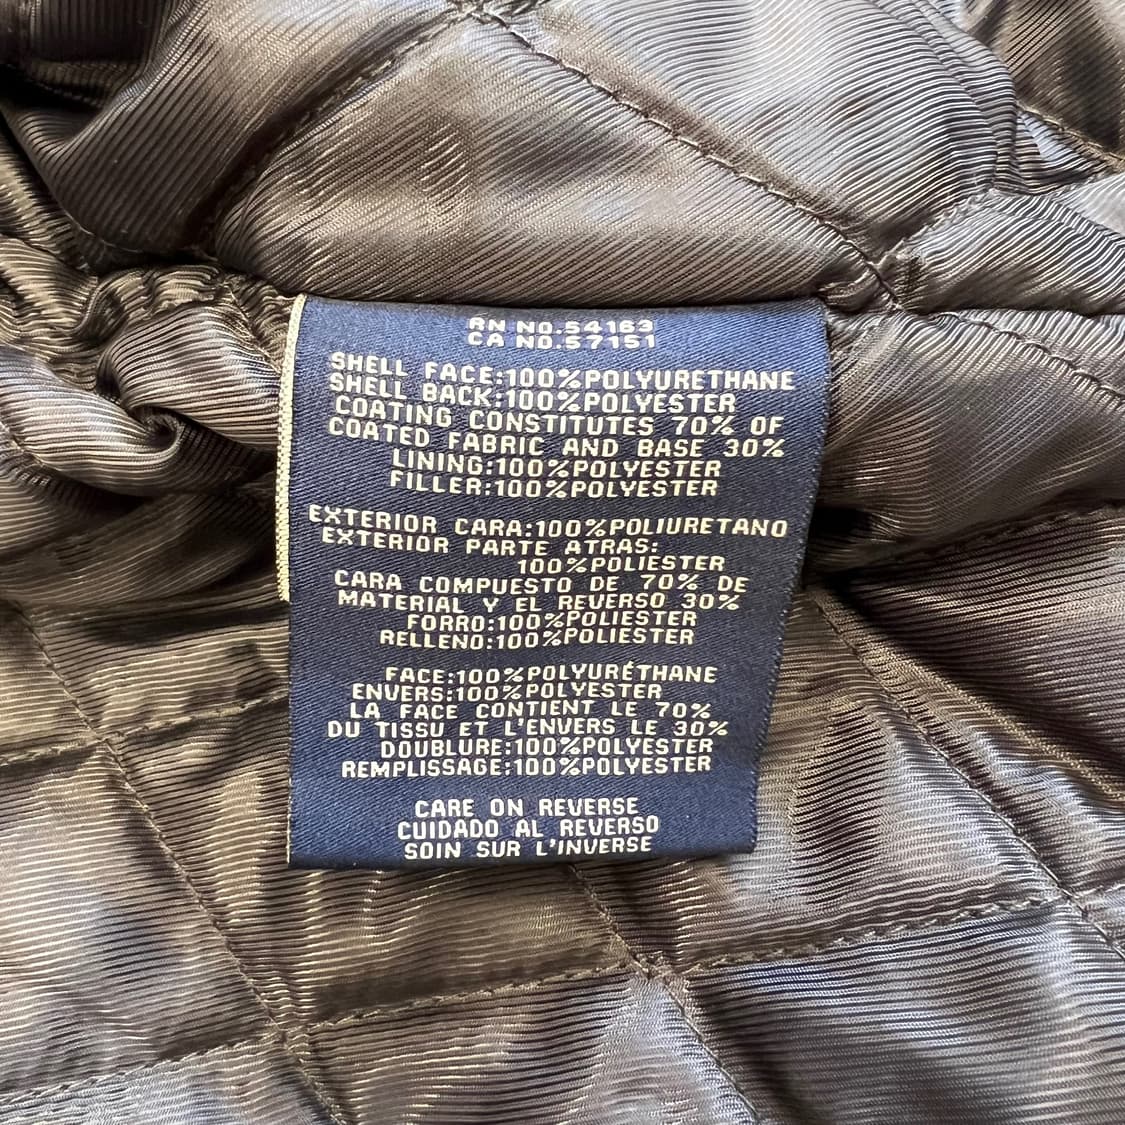 RN NO.54163
CA NO.57151
SHELL FACE:100%POLYURETHANE
SHELL BACK:100%POLYESTER
COATING CONSTITUTES 70% OF
COATED FABRIC AND BASE 30%
LINING:100%POLYESTER
FILLER:100%POLYESTER
EXTERIOR CARA:100%POLIURETANO
EXTERIOR PARTE ATRAS:
100%POLIESTER
CARA COMPUESTO DE 70% DE
MATERIAL Y EL REVERSO 30%
FORRO:100%POLIESTER
RELLENO:100%POLIESTER
FACE:100%POLYURÉTHANE
ENVERS:100%POLYESTER
LA FACE CONTIENT LE 70%
DU TISSU ET L'ENVERS LE 30%
DOUBLURE:100%POLYESTER
REMPLISSAGE:100%POLYESTER
CARE ON REVERSE
CUIDADO AL REVERSO
SOIN SUR L'INVERSE